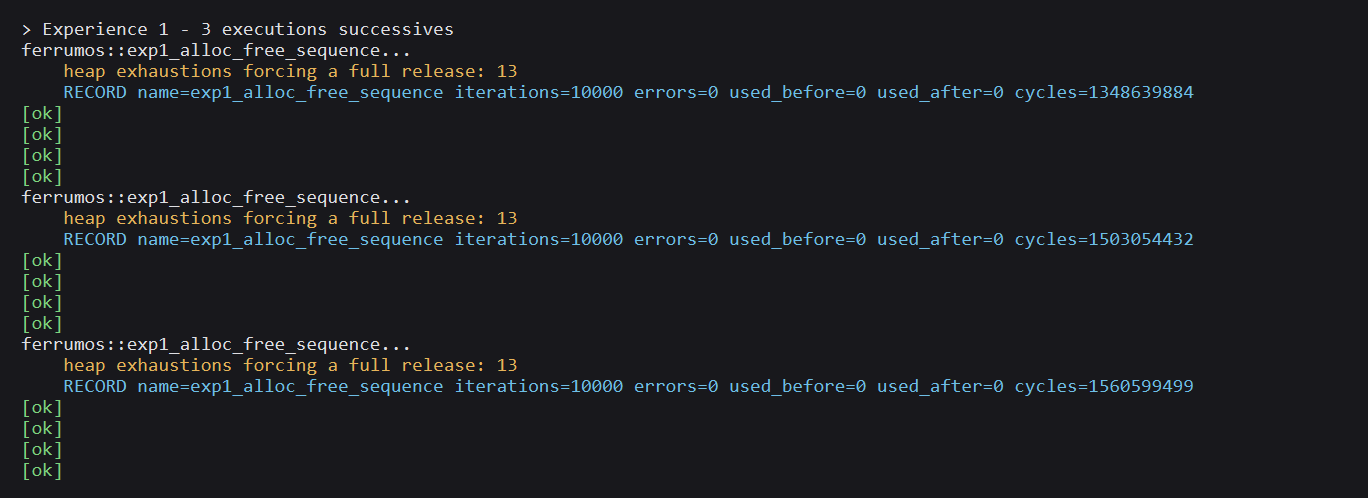 > Experience 1 - 3 executions successives
ferrumos::exp1_alloc_free_sequence...
    heap exhaustions forcing a full release: 13
    RECORD name=exp1_alloc_free_sequence iterations=10000 errors=0 used_before=0 used_after=0 cycles=1348639884
[ok]
[ok]
[ok]
[ok]
ferrumos::exp1_alloc_free_sequence...
    heap exhaustions forcing a full release: 13
    RECORD name=exp1_alloc_free_sequence iterations=10000 errors=0 used_before=0 used_after=0 cycles=1503054432
[ok]
[ok]
[ok]
[ok]
ferrumos::exp1_alloc_free_sequence...
    heap exhaustions forcing a full release: 13
    RECORD name=exp1_alloc_free_sequence iterations=10000 errors=0 used_before=0 used_after=0 cycles=1560599499
[ok]
[ok]
[ok]
[ok]